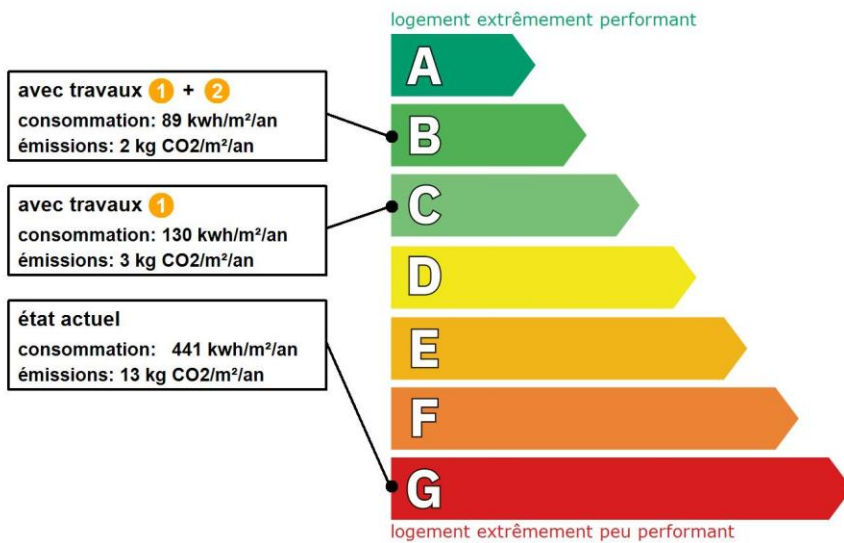 logement extrêmement performant
A
avec travaux 1 + 2
consommation: 89 kwh/m²/an
émissions: 2 kg CO2/m²/an
B
avec travaux 1
consommation: 130 kwh/m²/an
émissions: 3 kg CO2/m²/an
C
D
état actuel
consommation: 441 kwh/m²/an
émissions: 13 kg CO2/m²/an
E
F
G
logement extrêmement peu performant